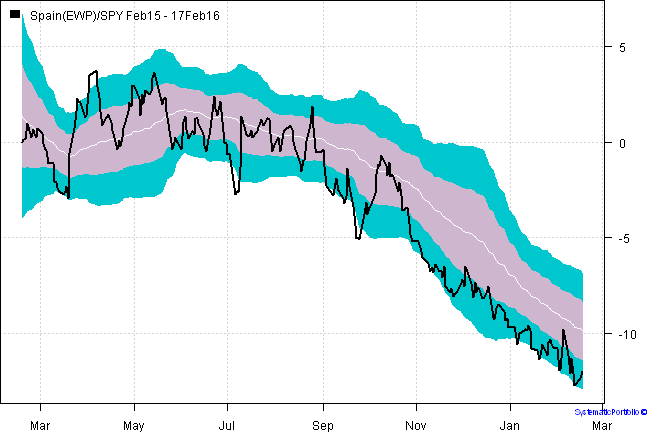 Spain(EWP)/SPY Feb15 - 17Feb16
5
0
-5
-10
Mar May Jul Sep Nov Jan Mar
SystematicPortfolio ©